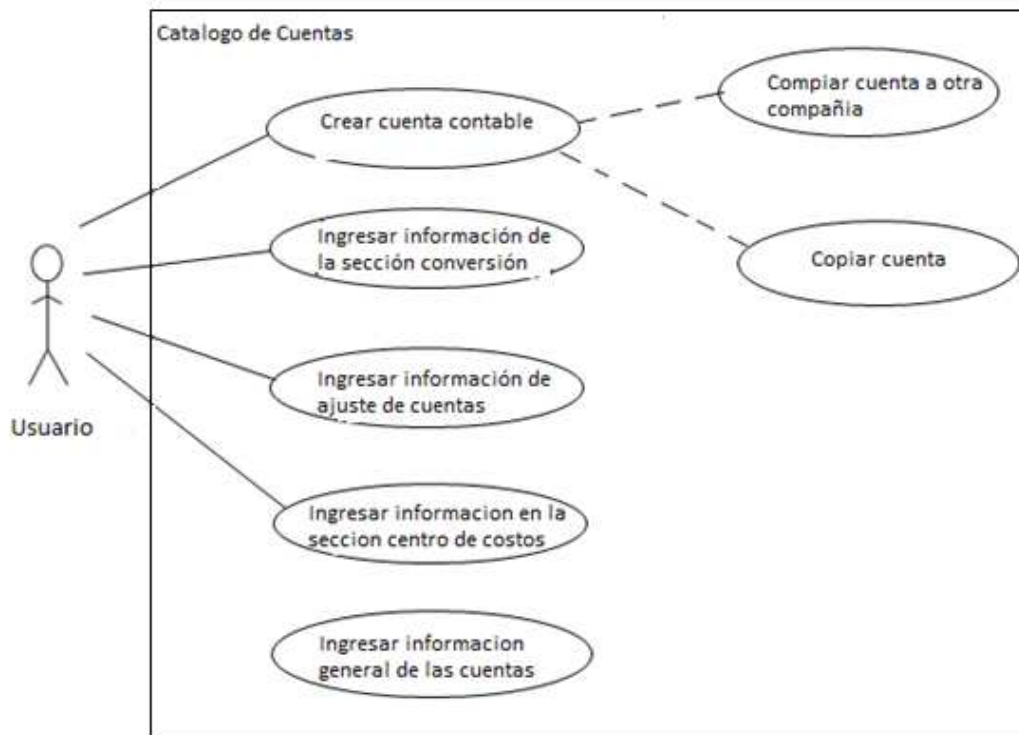 Catalogo de Cuentas
Crear cuenta contable
Compiar cuenta a otra
compañia
Ingresar información de
la sección conversión
Copiar cuenta
Ingresar información de
ajuste de cuentas
Usuario
Ingresar informacion en la
seccion centro de costos
Ingresar informacion
general de las cuentas